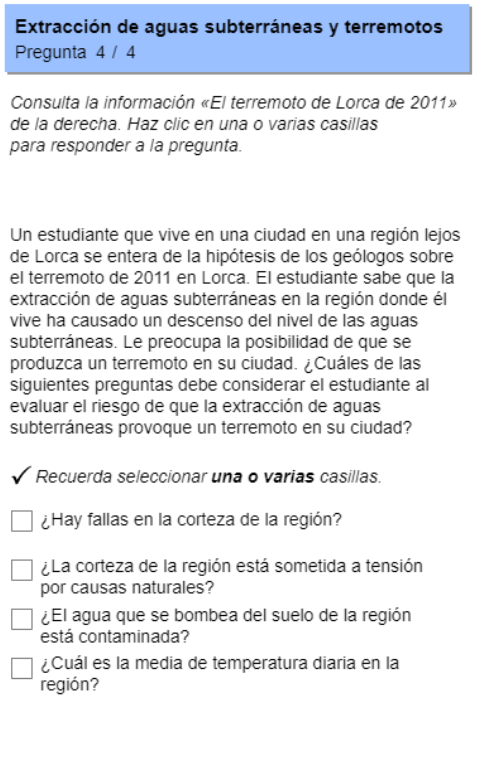 Extracción de aguas subterráneas y terremotos
Pregunta 4 / 4
Consulta la información «El terremoto de Lorca de 2011»
de la derecha. Haz clic en una o varias casillas
para responder a la pregunta.
Un estudiante que vive en una ciudad en una región lejos
de Lorca se entera de la hipótesis de los geólogos sobre
el terremoto de 2011 en Lorca. El estudiante sabe que la
extracción de aguas subterráneas en la región donde él
vive ha causado un descenso del nivel de las aguas
subterráneas. Le preocupa la posibilidad de que se
produzca un terremoto en su ciudad. ¿Cuáles de las
siguientes preguntas debe considerar el estudiante al
evaluar el riesgo de que la extracción de aguas
subterráneas provoque un terremoto en su ciudad?
✓ Recuerda seleccionar una o varias casillas.
¿Hay fallas en la corteza de la región?
¿La corteza de la región está sometida a tensión
por causas naturales?
¿El agua que se bombea del suelo de la región
está contaminada?
¿Cuál es la media de temperatura diaria en la
región?